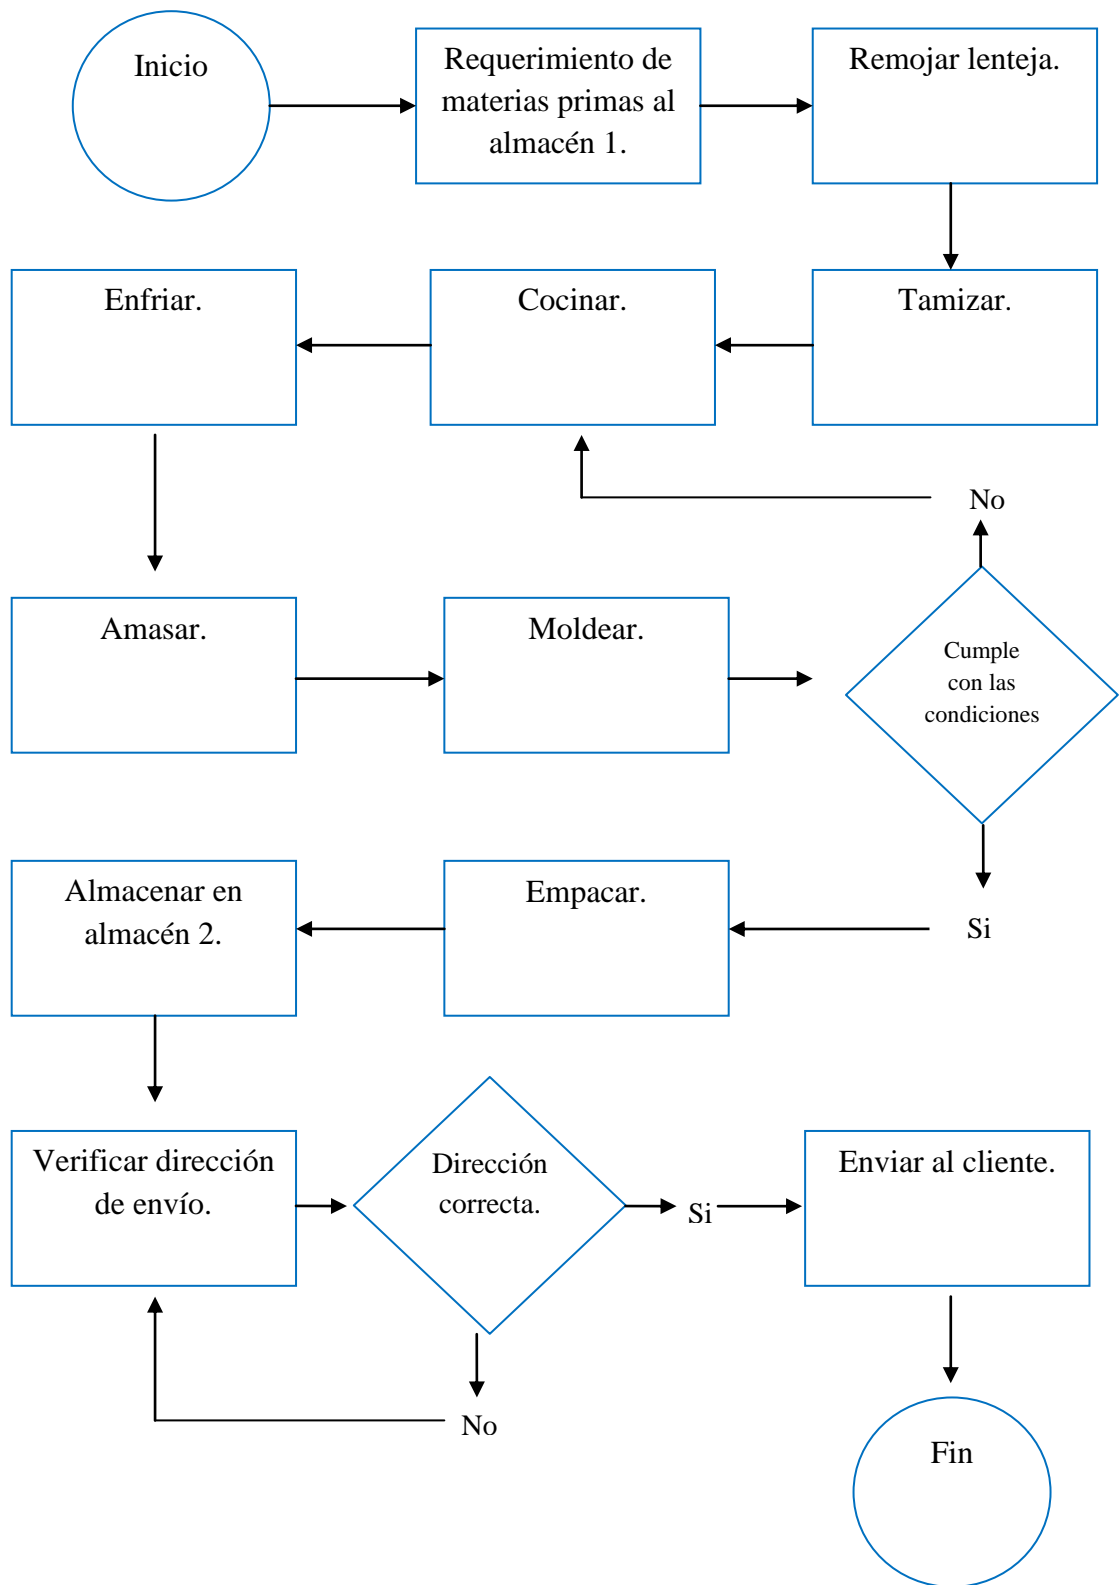 Inicio
Requerimiento de
materias primas al
almacén 1.
Remojar lenteja.
Enfriar.
Cocinar.
Tamizar.
No
Amasar.
Moldear.
Cumple
con las
condiciones
Almacenar en
almacén 2.
Empacar.
Si
Verificar dirección
de envío.
Dirección
correcta.
Si
Enviar al cliente.
No
Fin